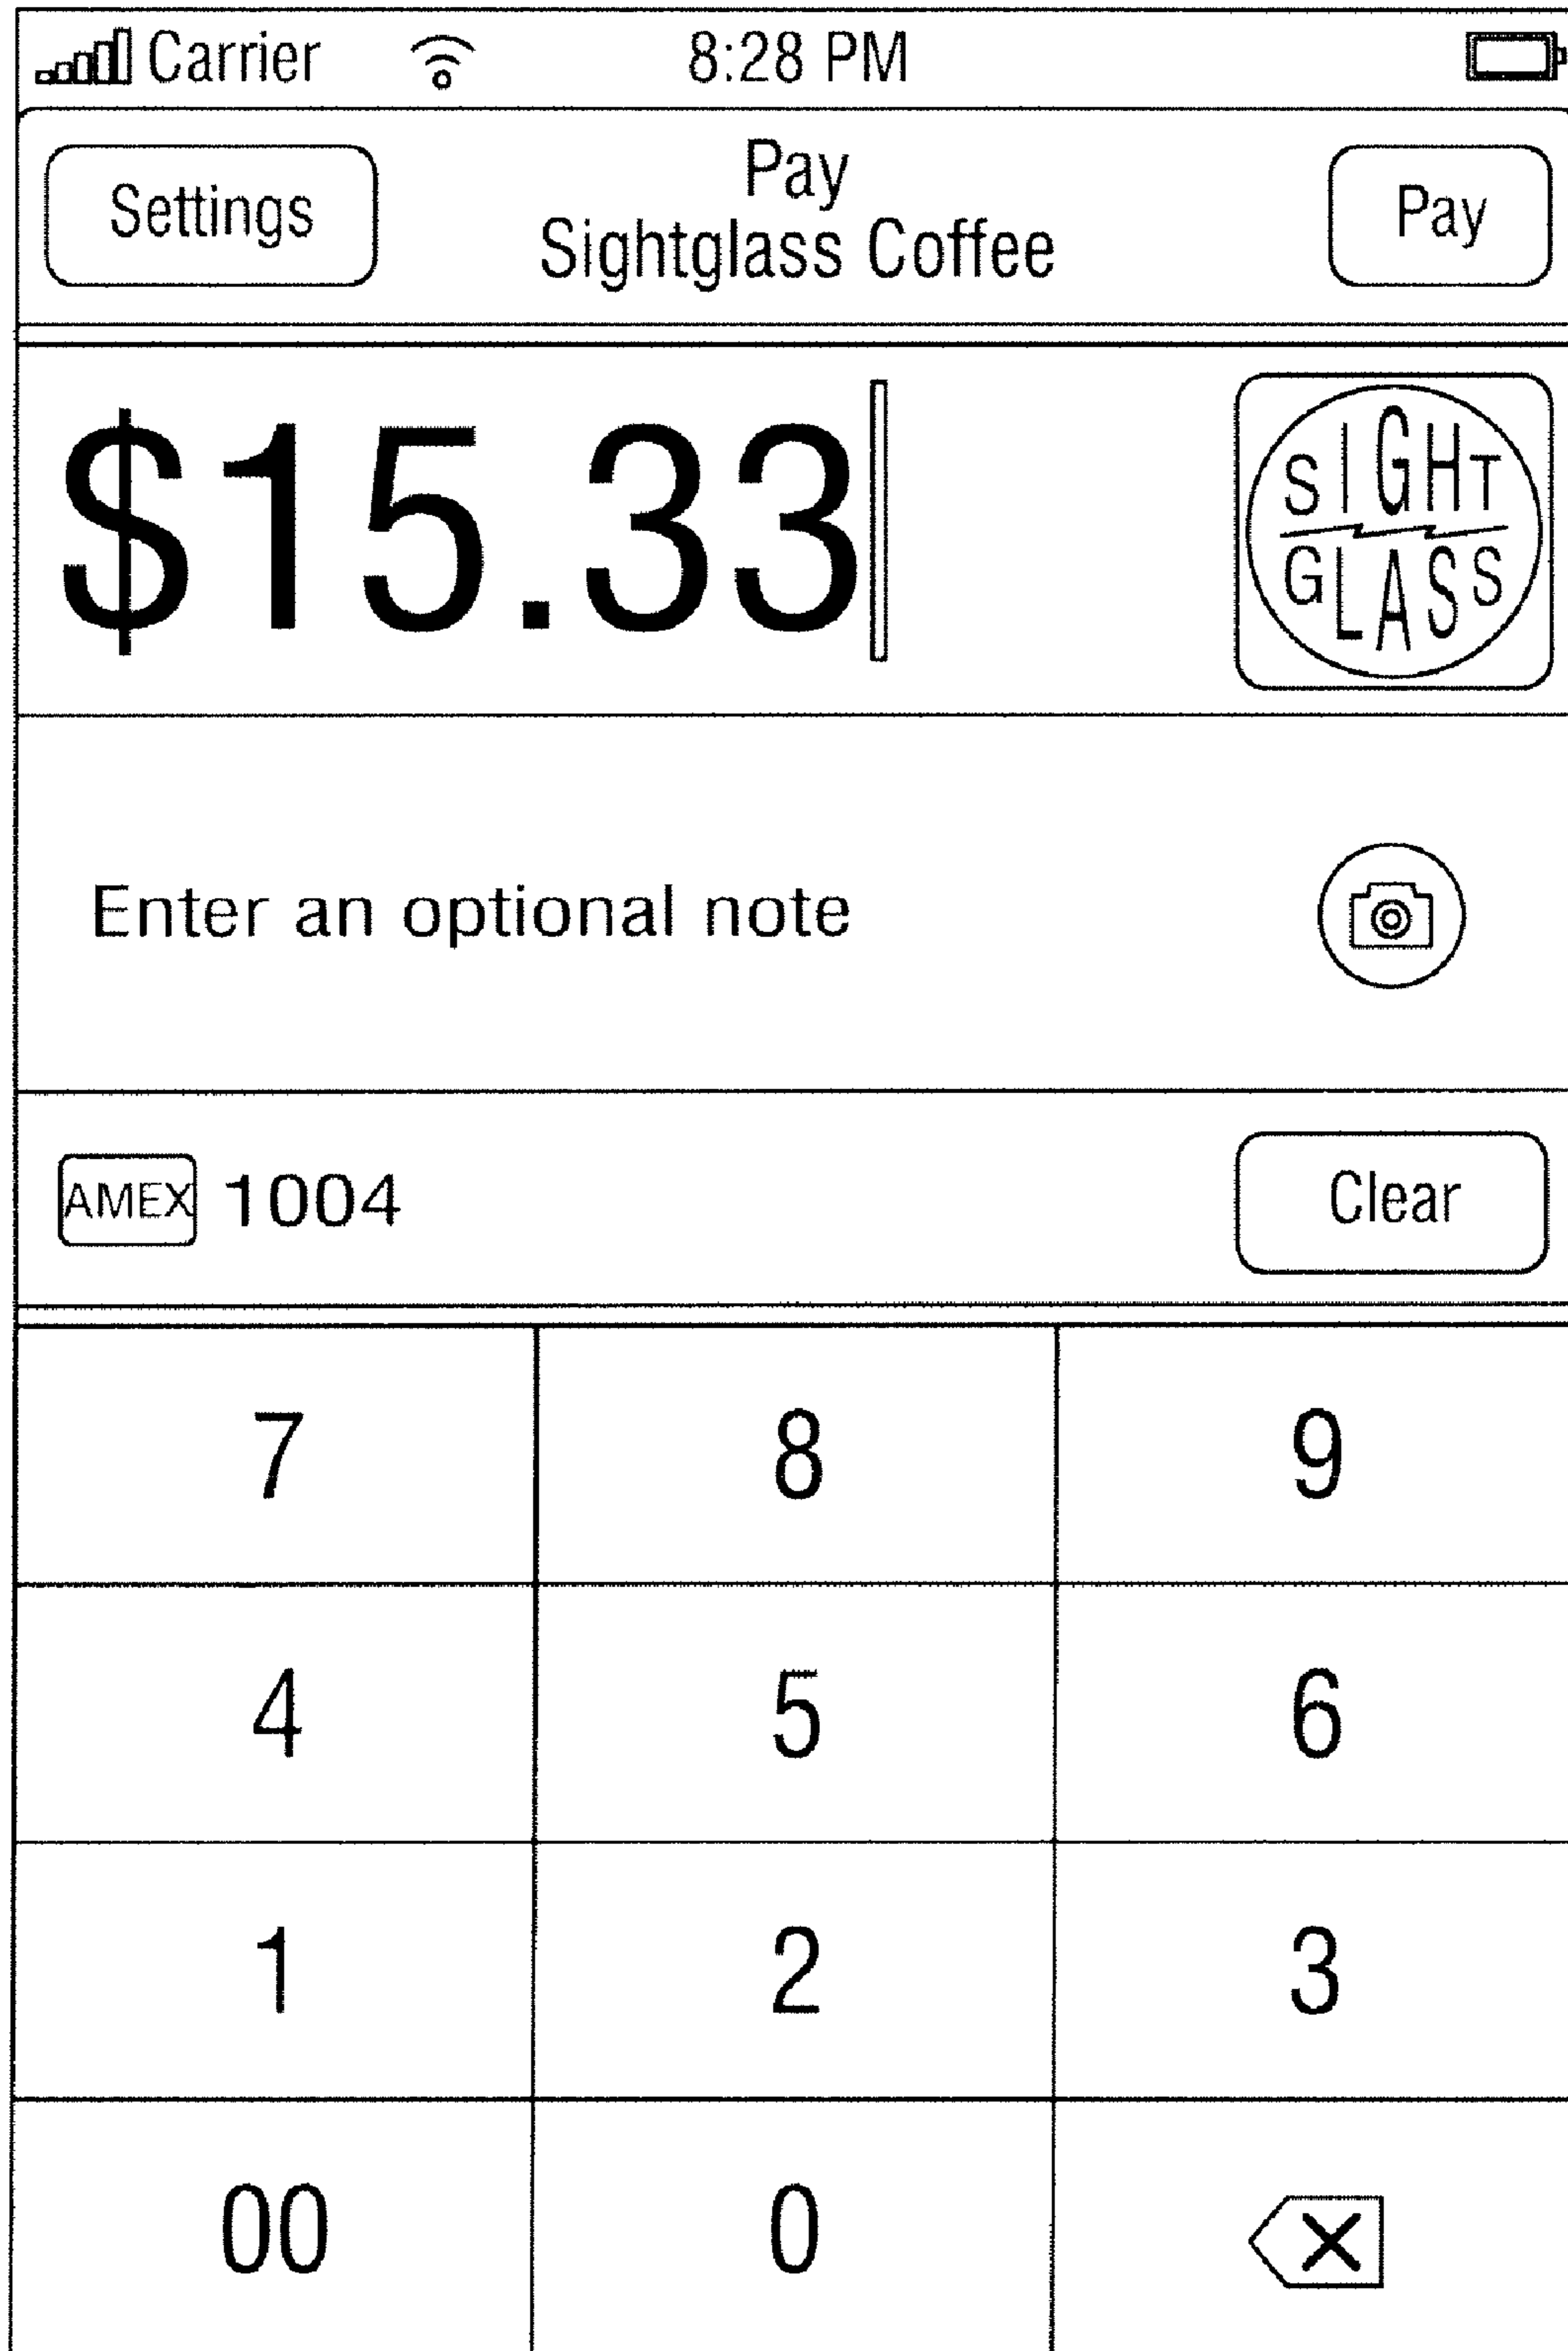 Carrier 8:28 PM
Settings
Pay
Sightglass Coffee
Pay
$15.33
SIGHT
GLASS
Enter an optional note
AMEX 1004
Clear
7 8 9
4 5 6
1 2 3
00 0 X